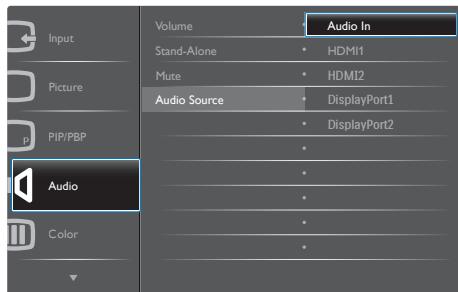 Input
Picture
P
PIP/PBP
Audio
Color
Volume
Stand-Alone
Mute
Audio Source
Audio In
HDMI1
HDMI2
DisplayPort1
DisplayPort2